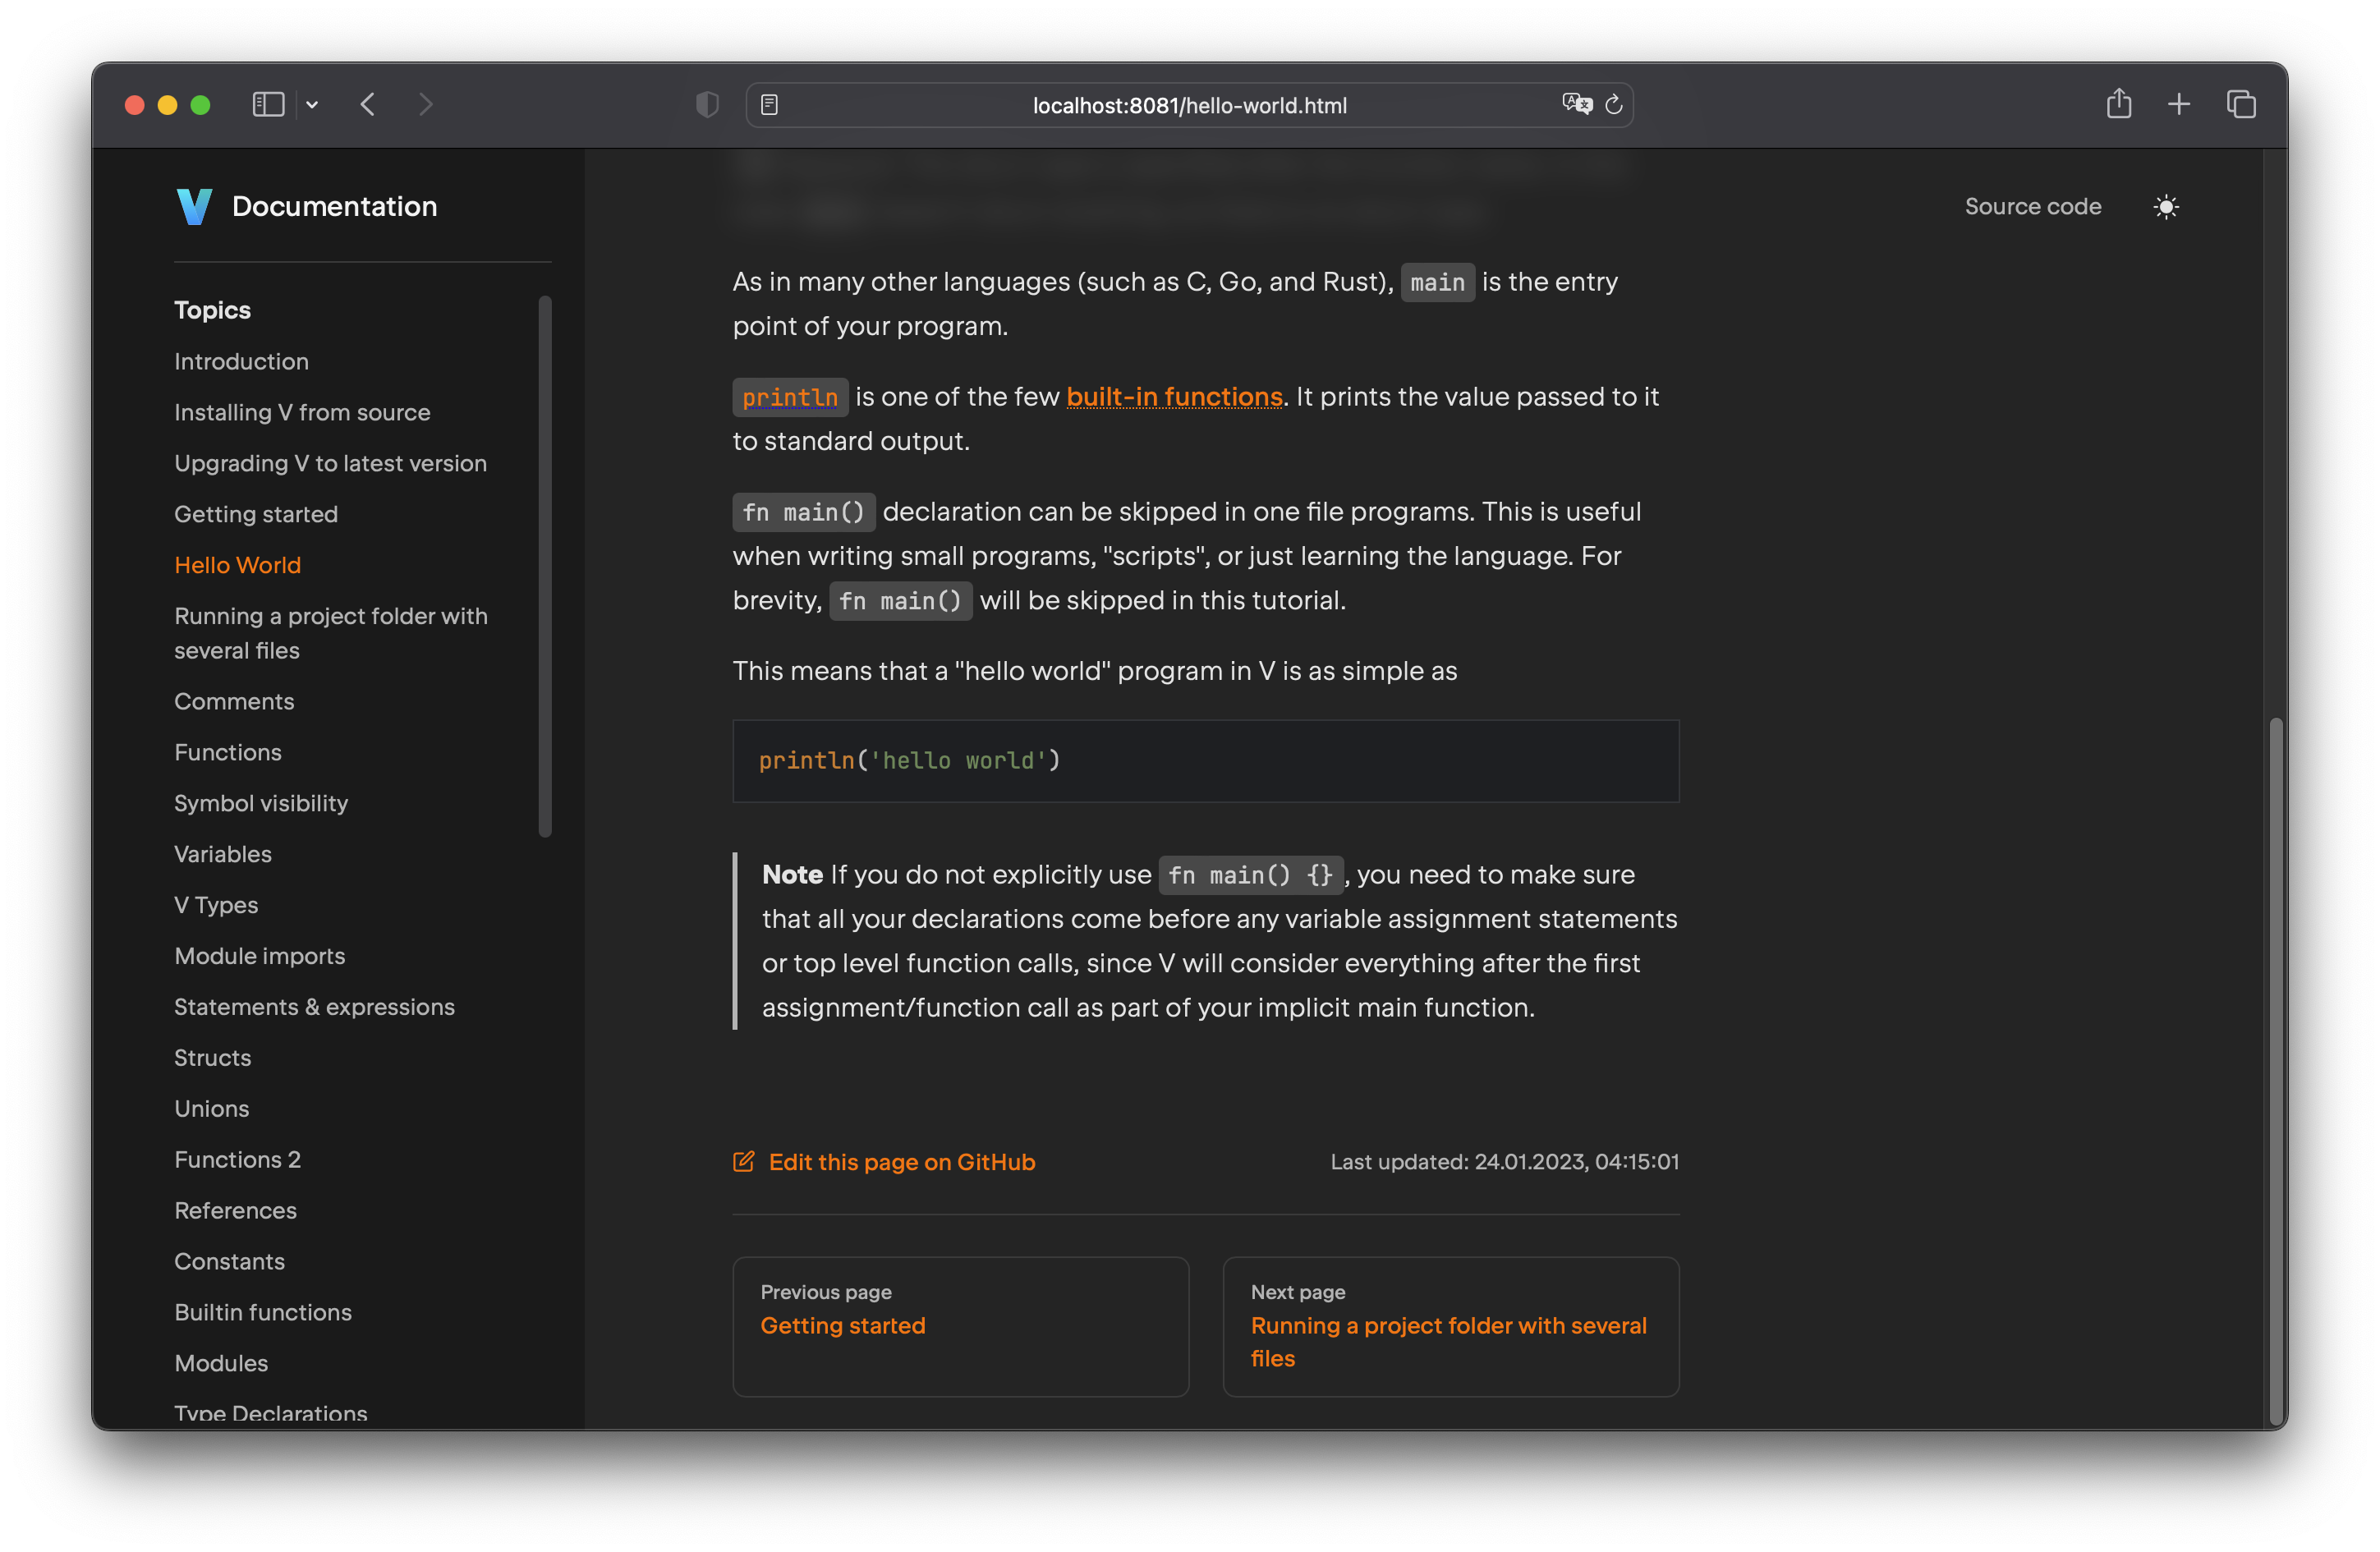 localhost:8081/hello-world.html
Documentation
Source code
Topics
Introduction
Installing V from source
Upgrading V to latest version
Getting started
Hello World
Running a project folder with
several files
Comments
Functions
Symbol visibility
Variables
V Types
Module imports
Statements & expressions
Structs
Unions
Functions 2
References
Constants
Builtin functions
Modules
Type Declarations
As in many other languages (such as C, Go, and Rust), main is the entry
point of your program.
println is one of the few built-in functions. It prints the value passed to it
to standard output.
fn main() declaration can be skipped in one file programs. This is useful
when writing small programs, "scripts", or just learning the language. For
brevity, fn main() will be skipped in this tutorial.
This means that a "hello world" program in V is as simple as
println('hello world')
Note If you do not explicitly use fn main() {}, you need to make sure
that all your declarations come before any variable assignment statements
or top level function calls, since V will consider everything after the first
assignment/function call as part of your implicit main function.
Edit this page on GitHub
Last updated: 24.01.2023, 04:15:01
Previous page
Getting started
Next page
Running a project folder with several
files